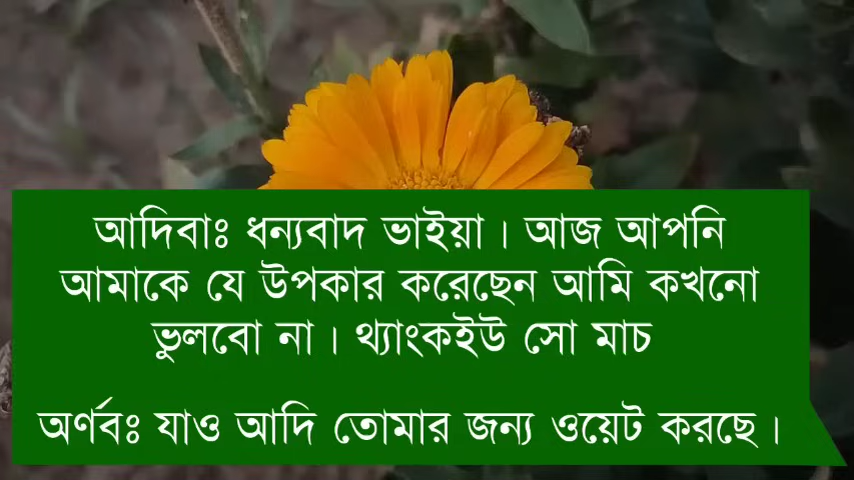 আদিবাঃ ধন্যবাদ ভাইয়া। আজ আপনি
আমাকে যে উপকার করেছেন আমি কখনো
ভুলবো না। থ্যাংকইউ সো মাচ
অর্ণবঃ যাও আদি তোমার জন্য ওয়েট করছে।